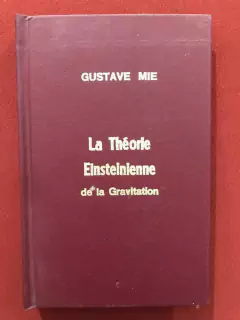 GUSTAVE MIE
La Théorie
Einsteinienne
de la Gravitation